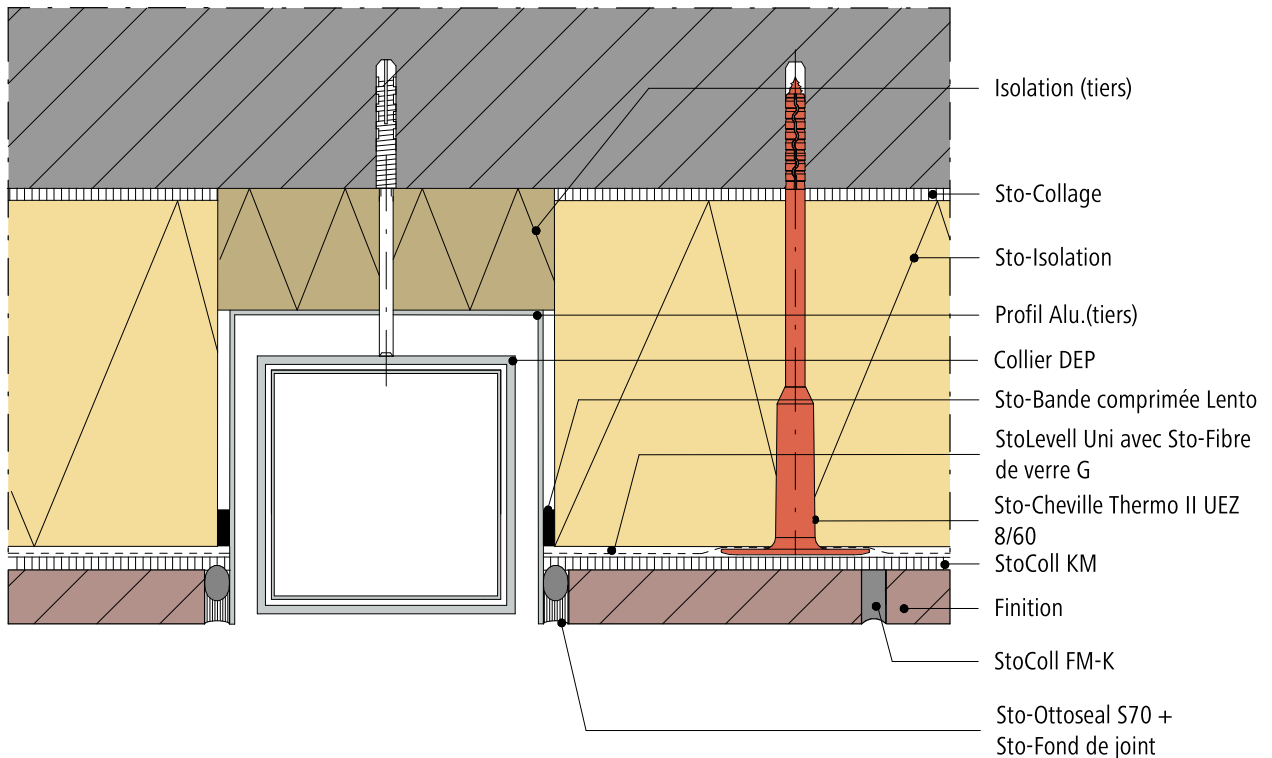 Isolation (tiers)
Sto-Collage
Sto-Isolation
Profil Alu.(tiers)
Collier DEP
Sto-Bande comprimée Lento
StoLevell Uni avec Sto-Fibre
de verre G
Sto-Cheville Thermo II UEZ
8/60
StoColl KM
Finition
StoColl FM-K
Sto-Ottoseal S70 +
Sto-Fond de joint